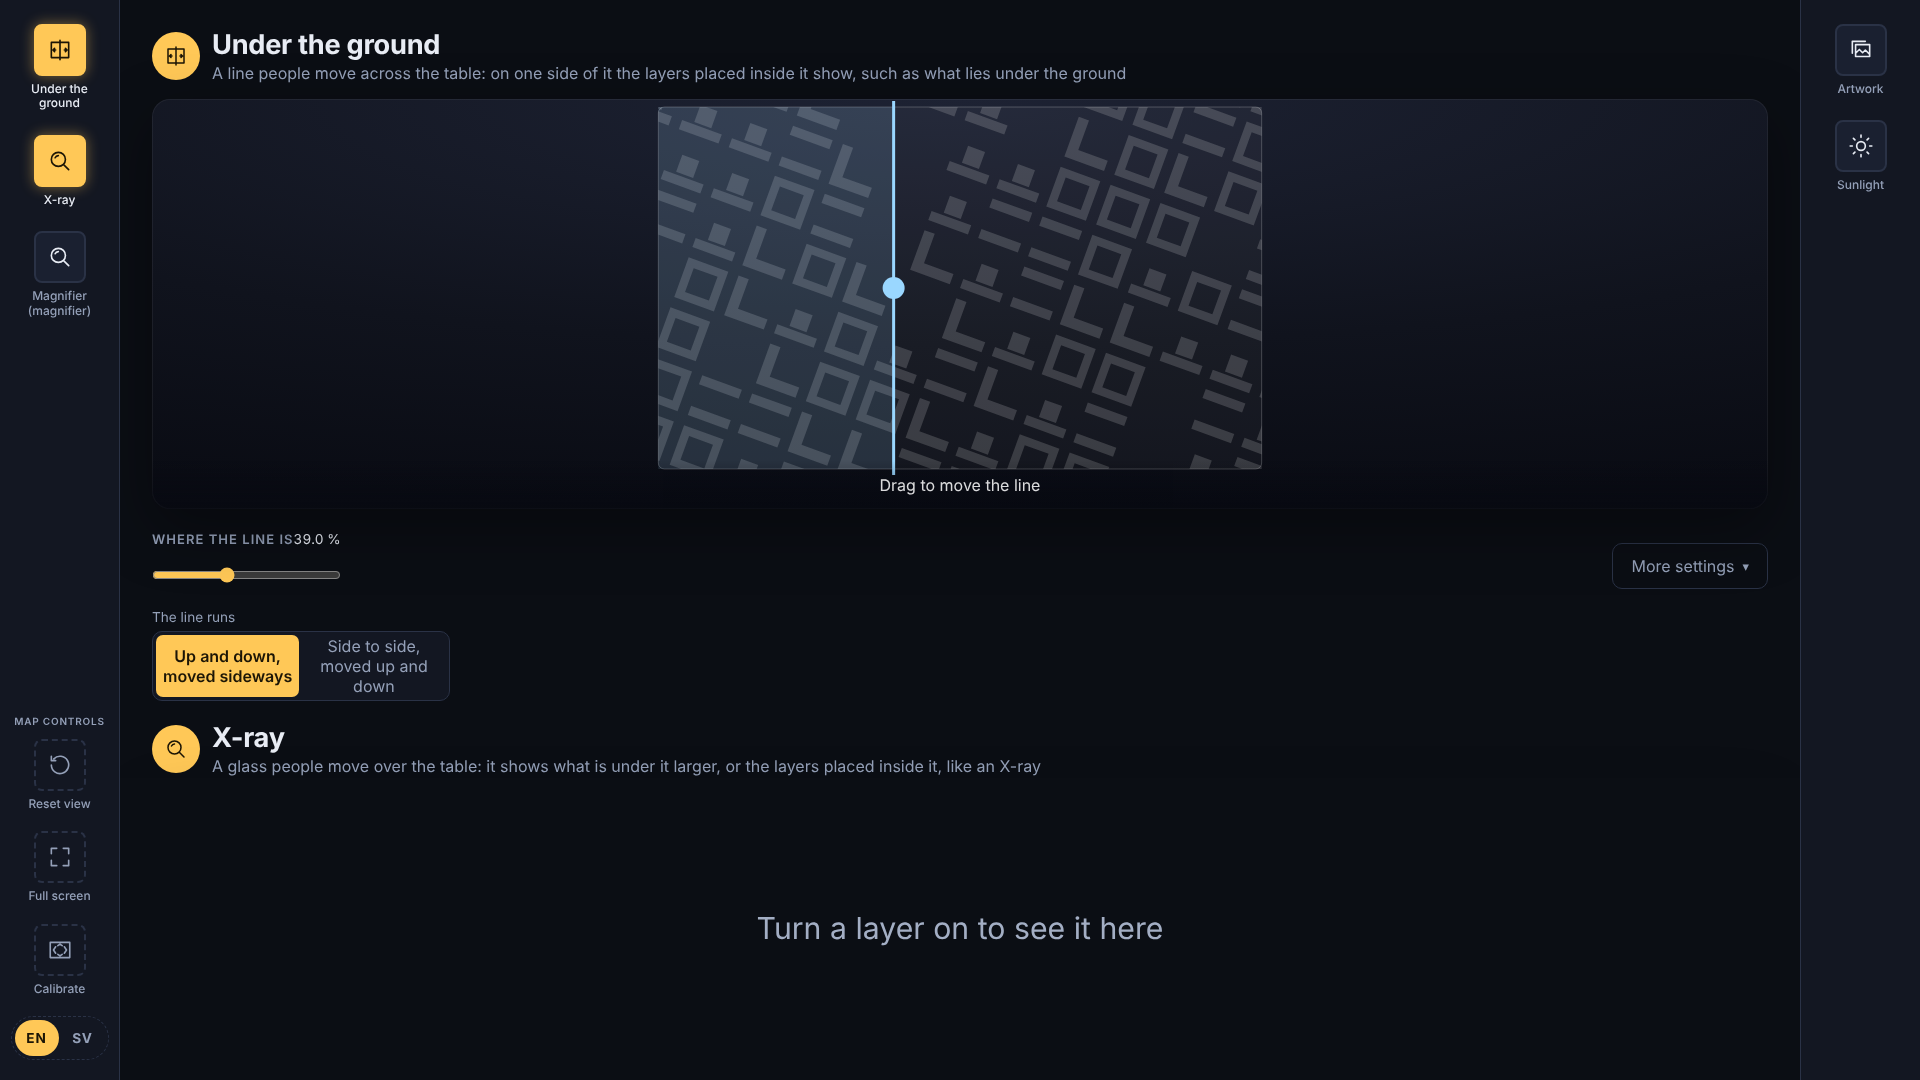 Under the
ground
X-ray
Magnifier
(magnifier)
MAP CONTROLS
Reset view
Full screen
Calibrate
EN SV
Under the ground
A line people move across the table: on one side of it the layers placed inside it show, such as what lies under the ground
Drag to move the line
WHERE THE LINE IS39.0 %
More settings ▾
The line runs
Up and down,
moved sideways
Side to side,
moved up and
down
X-ray
A glass people move over the table: it shows what is under it larger, or the layers placed inside it, like an X-ray
Turn a layer on to see it here
Artwork
Sunlight